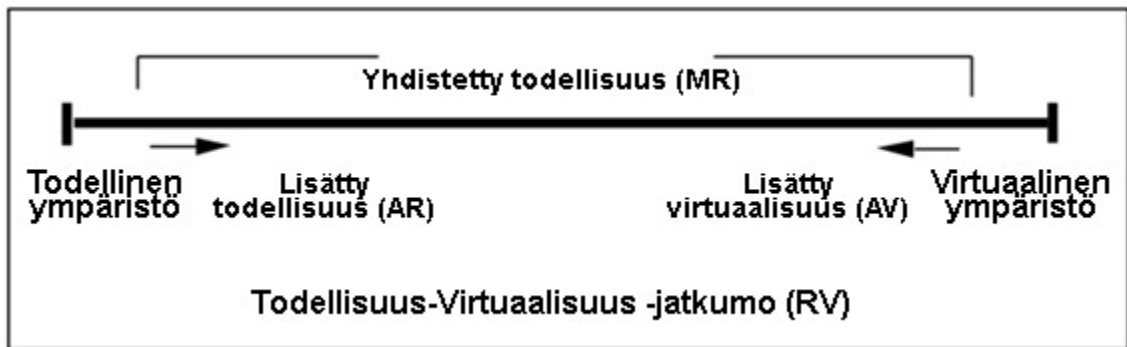 Yhdistetty todellisuus (MR)
Todellinen
ympäristö
Lisätty
todellisuus (AR)
Lisätty
virtuaalisuus (AV)
Virtuaalinen
ympäristö
Todellisuus-Virtuaalisuus -jatkumo (RV)